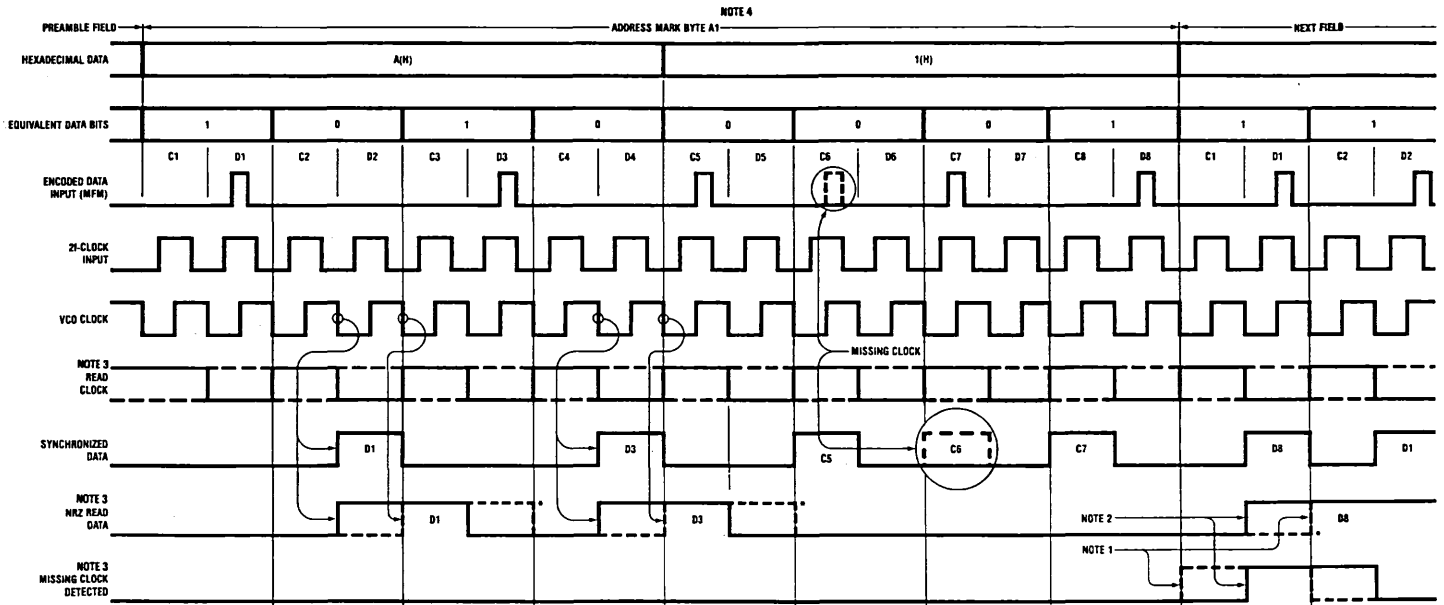 NOTE 4
PREAMBLE FIELD ADDRESS MARK BYTE A1 NEXT FIELD
HEXADECIMAL DATA A(H) 1(H)
EQUIVALENT DATA BITS 1 0 1 0 0 0 0 1 1 1
C1 D1 C2 D2 C3 D3 C4 D4 C5 D5 C6 D6 C7 D7 C8 D8 C1 D1 C2 D2
ENCODED DATA
INPUT (MFM)
2f-CLOCK
INPUT
VCO CLOCK
MISSING CLOCK
NOTE 3
READ
CLOCK
SYNCHRONIZED
DATA
D1 D3 C5 C6 C7 D8 D1
NOTE 3
NRZ READ
DATA
D1 D3 NOTE 2 D8
NOTE 1
NOTE 3
MISSING CLOCK
DETECTED